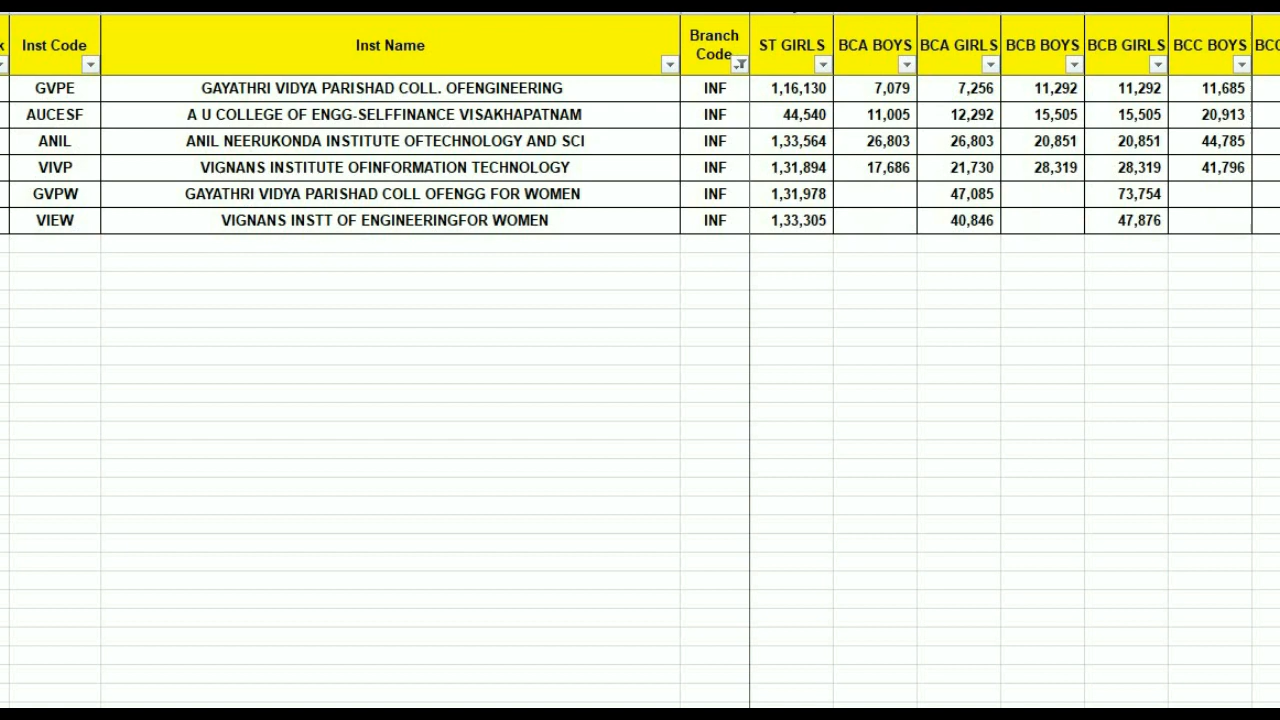 k Inst Code Inst Name Branch Code ST GIRLS BCA BOYS BCA GIRLS BCB BOYS BCB GIRLS BCC BOYS BCC
GVPE GAYATHRI VIDYA PARISHAD COLL. OFENGINEERING INF 1,16,130 7,079 7,256 11,292 11,292 11,685
AUCESF A U COLLEGE OF ENGG-SELFFINANCE VISAKHAPATNAM INF 44,540 11,005 12,292 15,505 15,505 20,913
ANIL ANIL NEERUKONDA INSTITUTE OFTECHNOLOGY AND SCI INF 1,33,564 26,803 26,803 20,851 20,851 44,785
VIVP VIGNANS INSTITUTE OFINFORMATION TECHNOLOGY INF 1,31,894 17,686 21,730 28,319 28,319 41,796
GVPW GAYATHRI VIDYA PARISHAD COLL OFENGG FOR WOMEN INF 1,31,978 47,085 73,754
VIEW VIGNANS INSTT OF ENGINEERINGFOR WOMEN INF 1,33,305 40,846 47,876